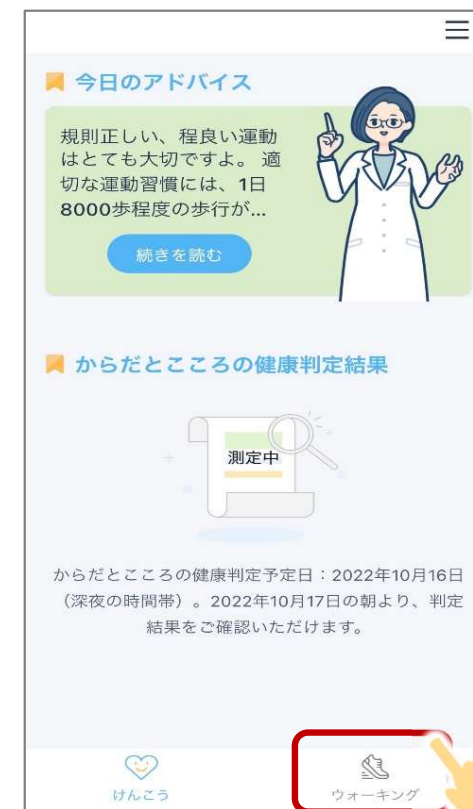 今日のアドバイス
規則正しい、程良い運動
はとても大切ですよ。 適
切な運動習慣には、1日
8000歩程度の歩行が...
続きを読む
からだとこころの健康判定結果
測定中
からだとこころの健康判定予定日：2022年10月16日
（深夜の時間帯）。2022年10月17日の朝より、判定
結果をご確認いただけます。
けんこう
ウォーキング